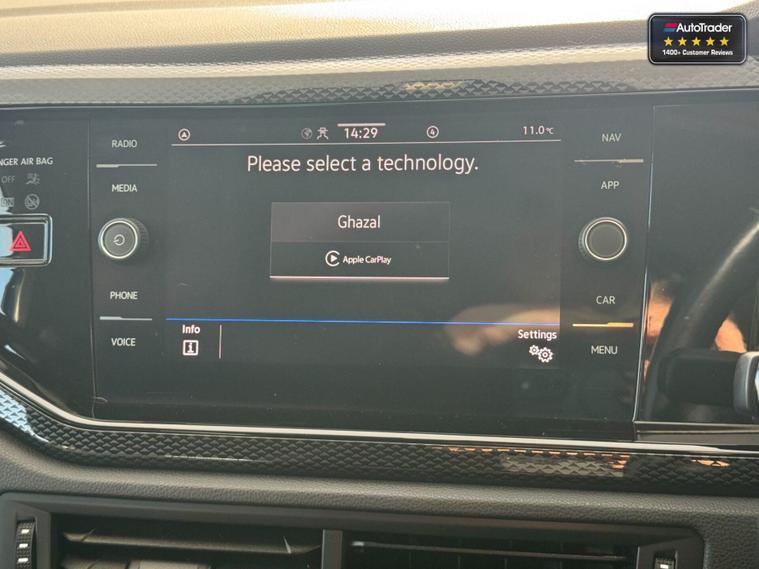 AutoTrader
1400+ Customer Reviews
AIR BAG
OFF
ON
RADIO
MEDIA
PHONE
VOICE
14:29
4
11.0°C
Please select a technology.
Ghazal
Apple CarPlay
Info
Settings
NAV
APP
CAR
MENU